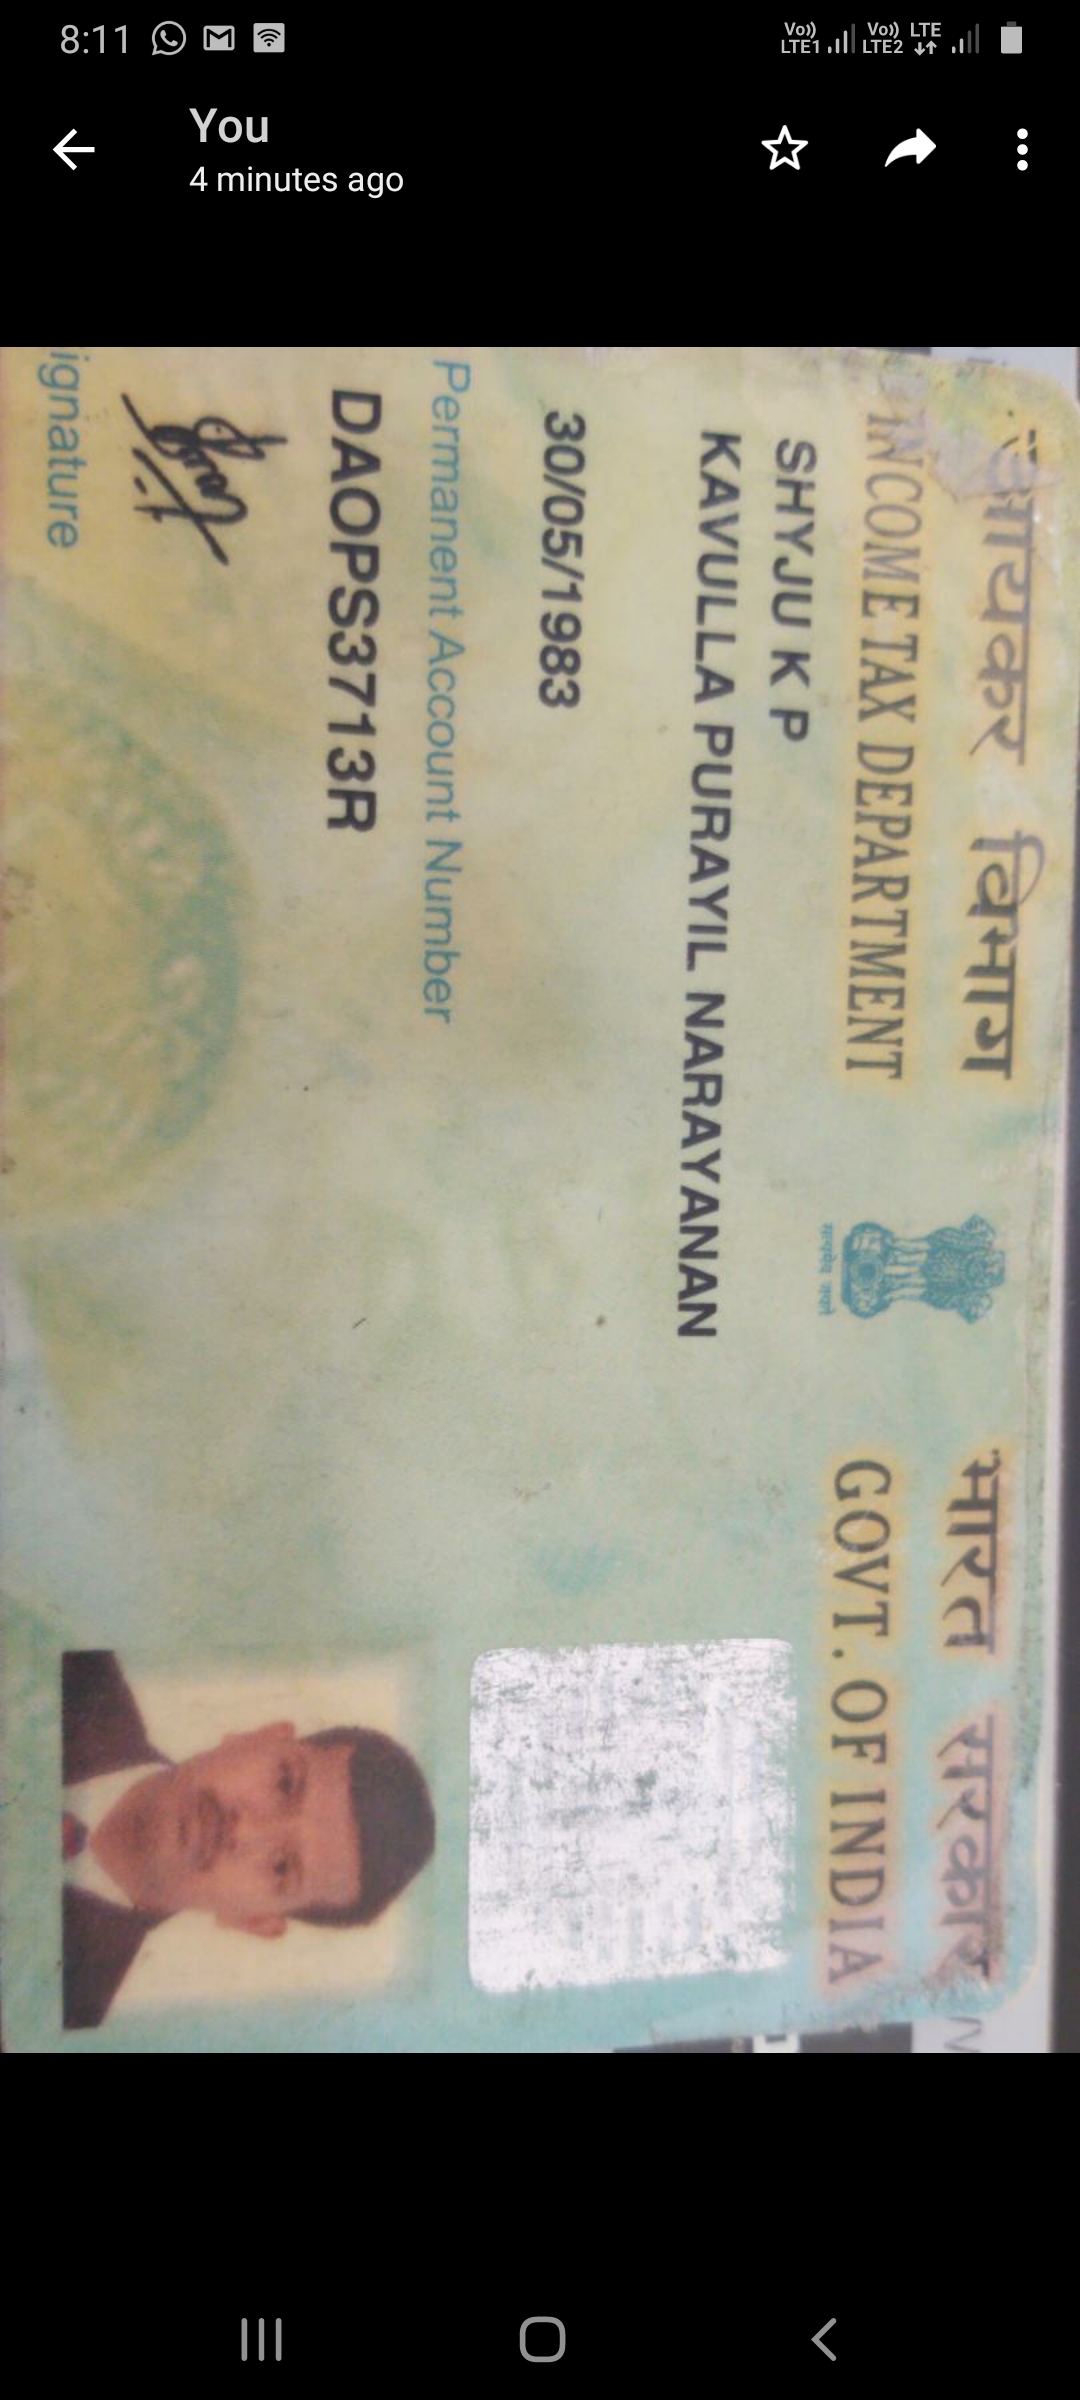 8:11
Vo)) LTE1 Vo)) LTE2 LTE
You
4 minutes ago
आयकर विभाग
INCOME TAX DEPARTMENT
भारत सरकार
GOVT. OF INDIA
SHYJU K P
KAVULLA PURAYIL NARAYANAN
30/05/1983
Permanent Account Number
DAOPS3713R
ignature